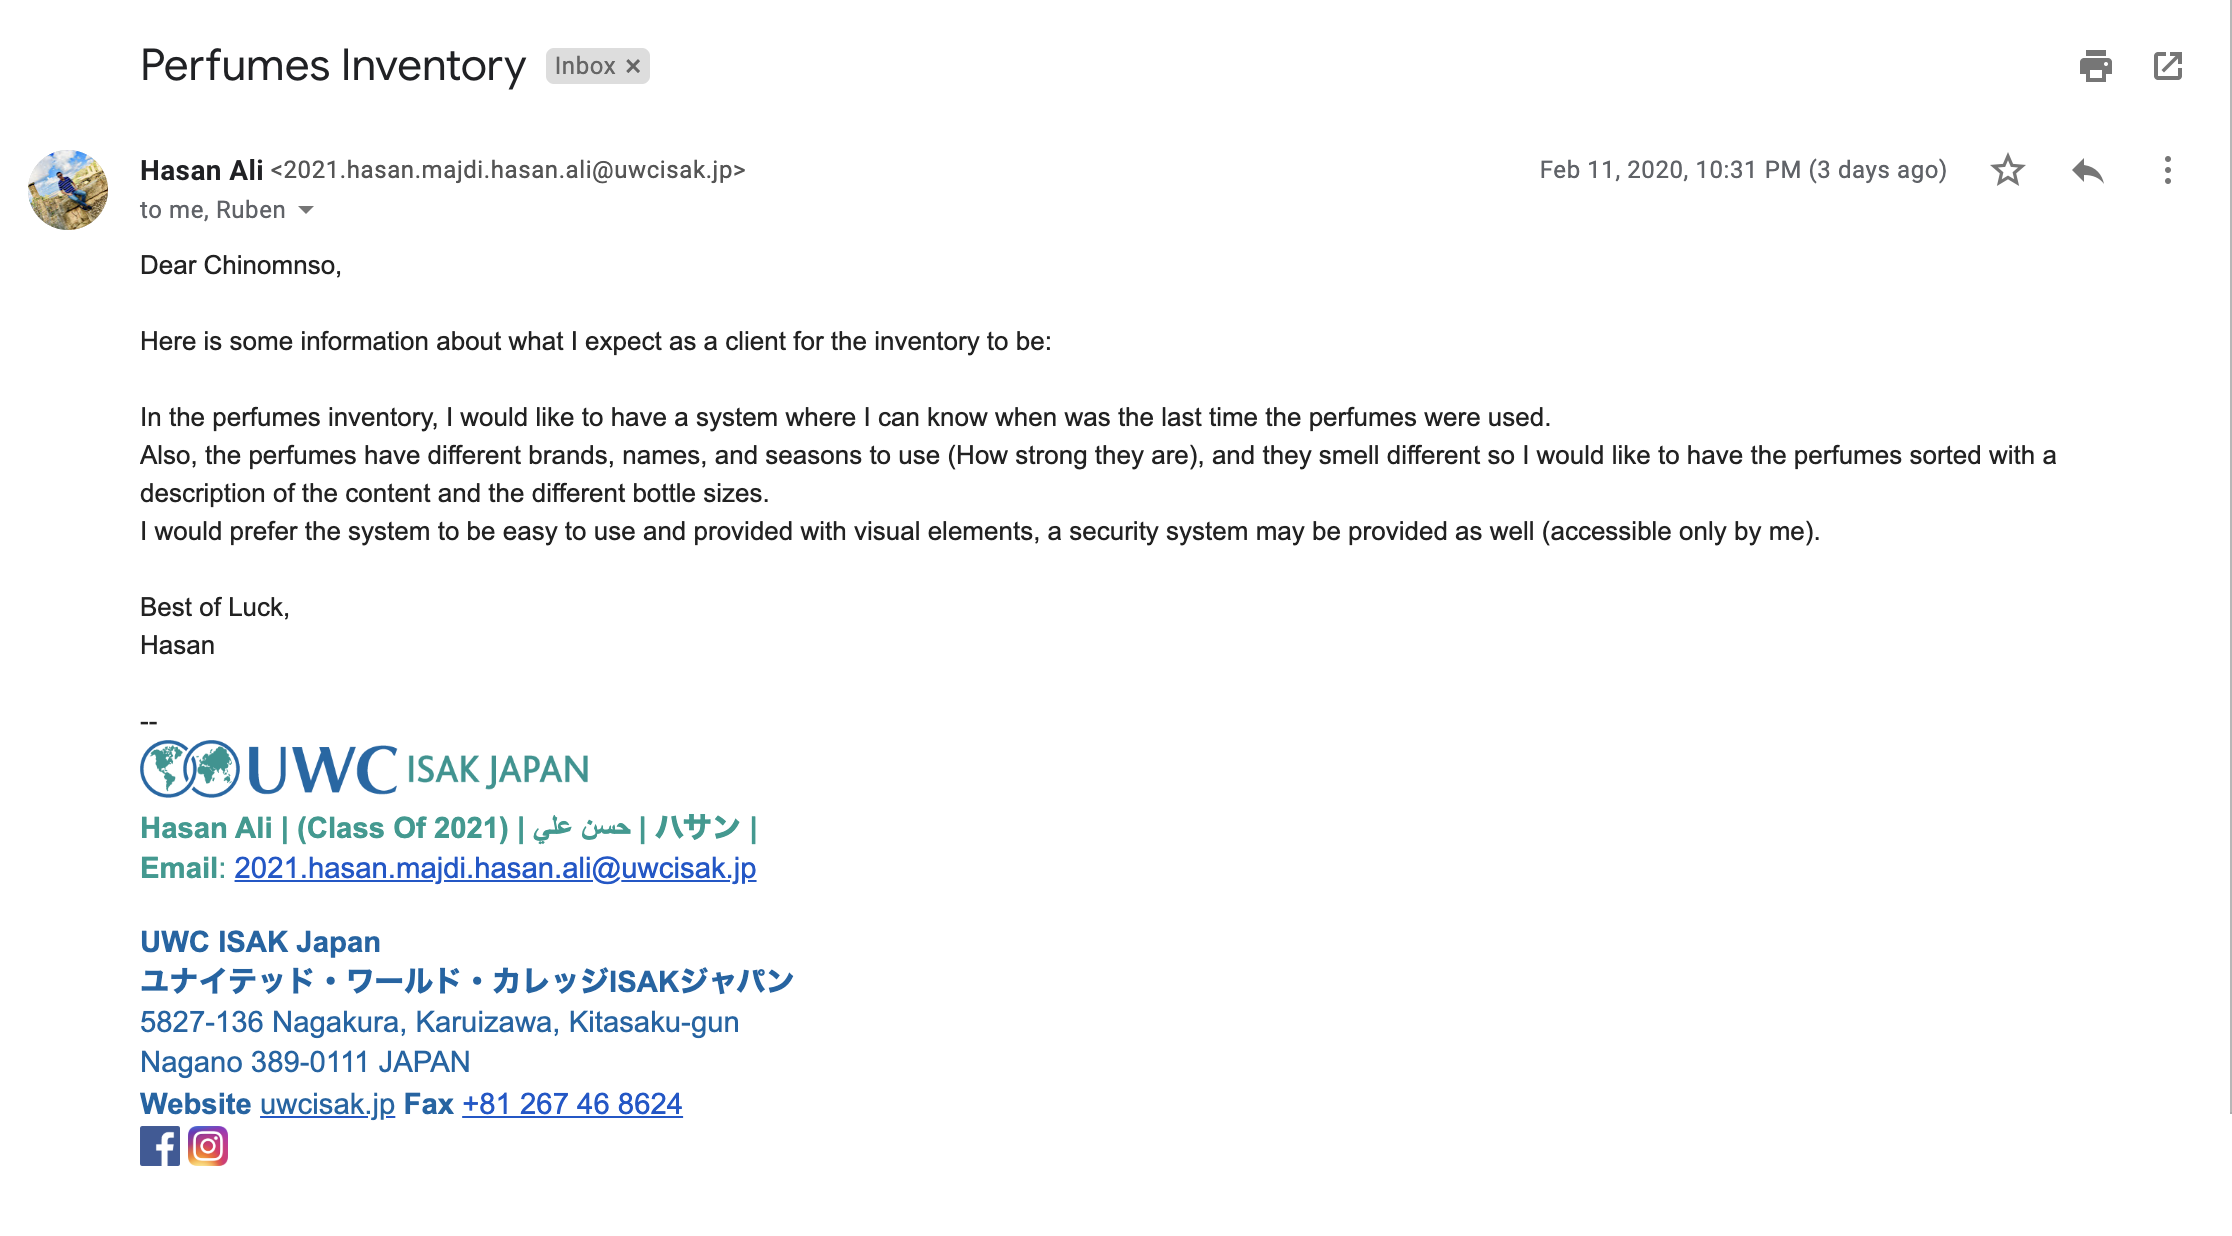 Perfumes Inventory Inbox ×
Hasan Ali <2021.hasan.majdi.hasan.ali@uwcisak.jp> Feb 11, 2020, 10:31 PM (3 days ago)
to me, Ruben
Dear Chinomnso,
Here is some information about what I expect as a client for the inventory to be:
In the perfumes inventory, I would like to have a system where I can know when was the last time the perfumes were used.
Also, the perfumes have different brands, names, and seasons to use (How strong they are), and they smell different so I would like to have the perfumes sorted with a
description of the content and the different bottle sizes.
I would prefer the system to be easy to use and provided with visual elements, a security system may be provided as well (accessible only by me).
Best of Luck,
Hasan
--
UWC ISAK JAPAN
Hasan Ali | (Class Of 2021) | حسن علي | ハサン |
Email: 2021.hasan.majdi.hasan.ali@uwcisak.jp
UWC ISAK Japan
ユナイテッド・ワールド・カレッジISAKジャパン
5827-136 Nagakura, Karuizawa, Kitasaku-gun
Nagano 389-0111 JAPAN
Website uwcisak.jp Fax +81 267 46 8624